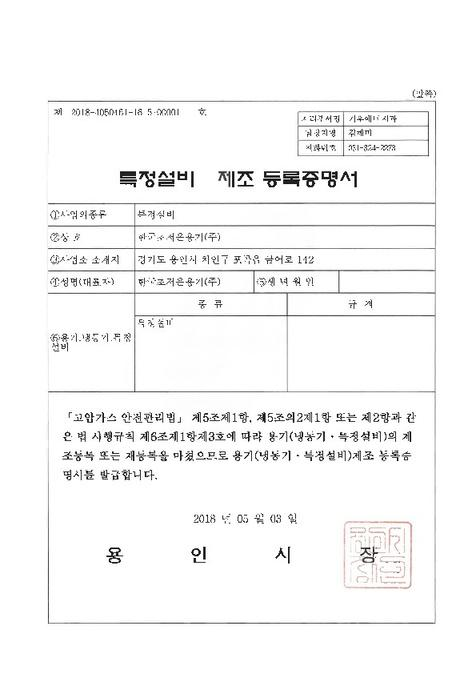 (앞쪽)
제 2018-4050461-16-5-00001 호
처리부서명 기후에너지과
담당자명
전화번호 031-324-2273
특정설비 제조 등록증명서
①사업의종류 특정설비
②상 호 한국초저온용기(주)
③사업소 소재지 경기도 용인시 처인구 포곡읍 금어로 142
④성명(대표자) 한국초저온용기(주) ⑤생 년 월 일
종 류 규 격
⑥용기.냉동기.특정 특정설비
설비
「고압가스 안전관리법」 제5조제1항, 제5조의2제1항 또는 제2항과 같
은 법 시행규칙 제6조제1항제3호에 따라 용기(냉동기ㆍ특정설비)의 제
조등록 또는 재등록을 마쳤으므로 용기(냉동기ㆍ특정설비)제조 등록증
명서를 발급합니다.
2018 년 05 월 03 일
용 인 시 장